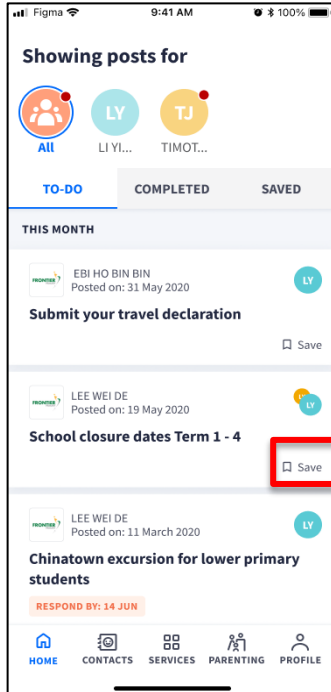 Figma 9:41 AM 100%
Showing posts for
LY TJ
All LI YI... TIMOT...
TO-DO COMPLETED SAVED
THIS MONTH
FRONTIER EBI HO BIN BIN LY
Posted on: 31 May 2020
Submit your travel declaration
Save
FRONTIER LEE WEI DE LY
Posted on: 19 May 2020
School closure dates Term 1 - 4
Save
FRONTIER LEE WEI DE LY
Posted on: 11 March 2020
Chinatown excursion for lower primary
students
RESPOND BY: 14 JUN
HOME CONTACTS SERVICES PARENTING PROFILE